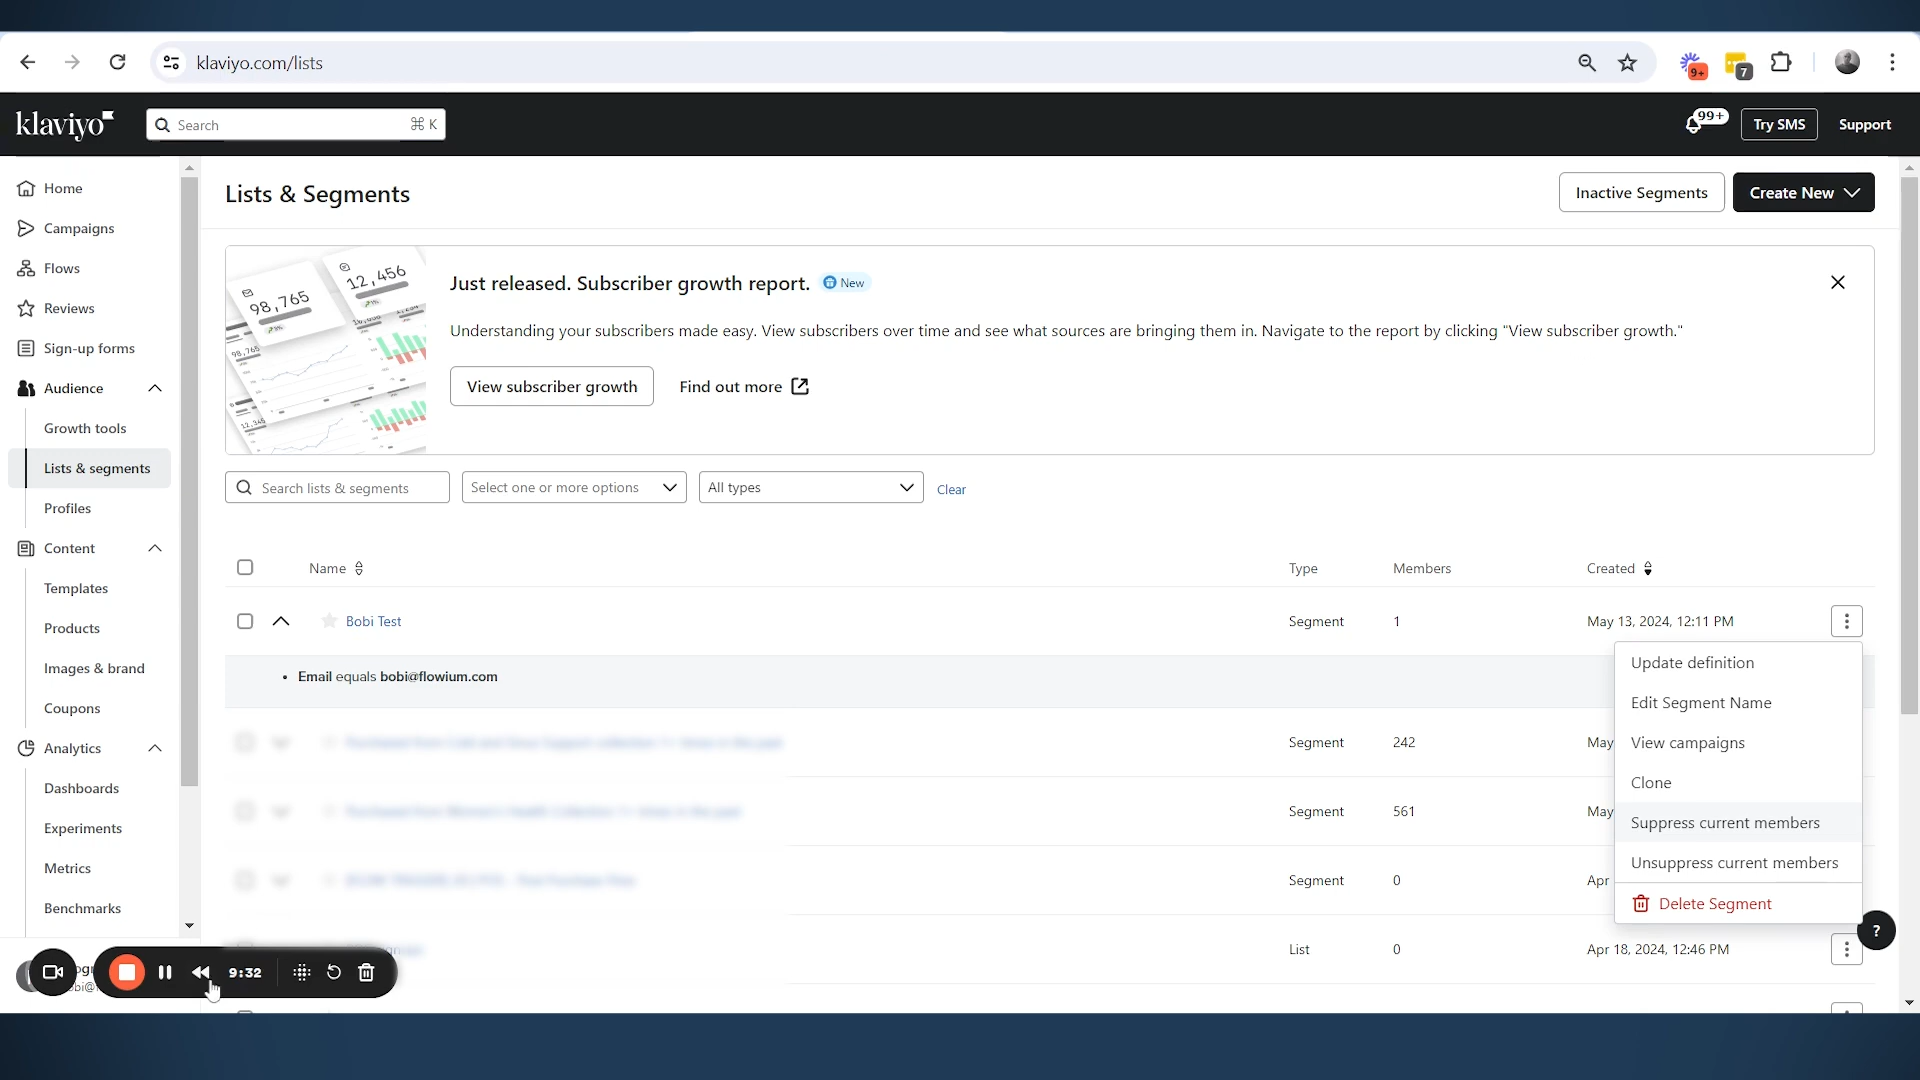 klaviyo.com/lists
9+
7
klaviyo
Search
⌘ K
99+
Try SMS
Support
Home
Campaigns
Flows
Reviews
Sign-up forms
Audience
Growth tools
Lists & segments
Profiles
Content
Templates
Products
Images & brand
Coupons
Analytics
Dashboards
Experiments
Metrics
Benchmarks
Lists & Segments
Inactive Segments
Create New
98,765
12,456
98,765
12,345
Just released. Subscriber growth report.
New
Understanding your subscribers made easy. View subscribers over time and see what sources are bringing them in. Navigate to the report by clicking "View subscriber growth."
View subscriber growth
Find out more
Search lists & segments
Select one or more options
All types
Clear
Name
Type
Members
Created
Bobi Test
Segment
1
May 13, 2024, 12:11 PM
• Email equals bobi@flowium.com
Segment
242
May
Segment
561
May
Segment
0
Apr
List
0
Apr 18, 2024, 12:46 PM
Update definition
Edit Segment Name
View campaigns
Clone
Suppress current members
Unsuppress current members
Delete Segment
?
9:32